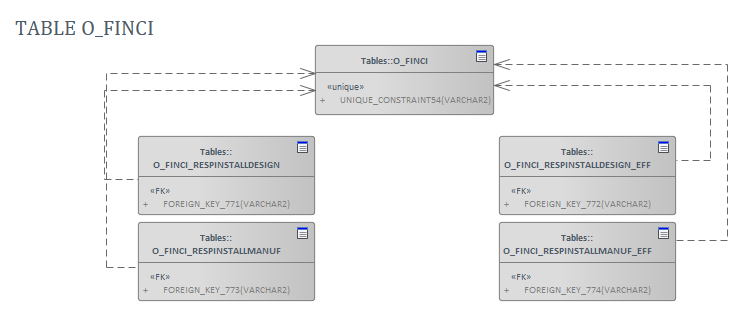 TABLE O_FINCI
Tables::O_FINCI
«unique»
+ UNIQUE_CONSTRAINT54(VARCHAR2)
Tables::
O_FINCI_RESPINSTALLDESIGN
«FK»
+ FOREIGN_KEY_771(VARCHAR2)
Tables::
O_FINCI_RESPINSTALLDESIGN_EFF
«FK»
+ FOREIGN_KEY_772(VARCHAR2)
Tables::
O_FINCI_RESPINSTALLMANUF
«FK»
+ FOREIGN_KEY_773(VARCHAR2)
Tables::
O_FINCI_RESPINSTALLMANUF_EFF
«FK»
+ FOREIGN_KEY_774(VARCHAR2)